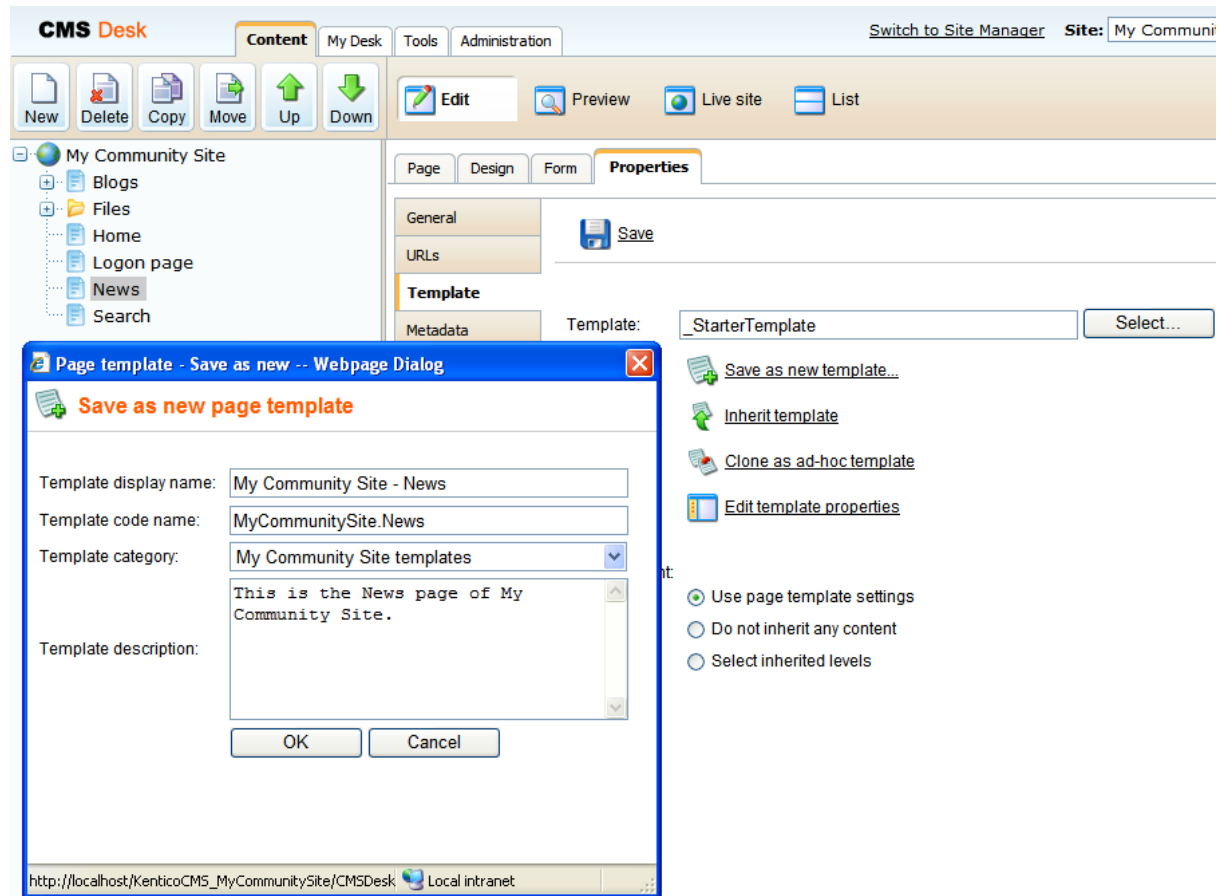 CMS Desk
Content My Desk Tools Administration
Switch to Site Manager Site: My Communit
New Delete Copy Move Up Down
Edit Preview Live site List
My Community Site
Blogs
Files
Home
Logon page
News
Search
Page Design Form Properties
General
URLs
Template
Metadata
Save
Template: _StarterTemplate Select...
Save as new template...
Inherit template
Clone as ad-hoc template
Edit template properties
nt:
Use page template settings
Do not inherit any content
Select inherited levels
Page template - Save as new -- Webpage Dialog
Save as new page template
Template display name: My Community Site - News
Template code name: MyCommunitySite.News
Template category: My Community Site templates
Template description:
This is the News page of My
Community Site.
OK Cancel
http://localhost/KenticoCMS_MyCommunitySite/CMSDesk Local intranet